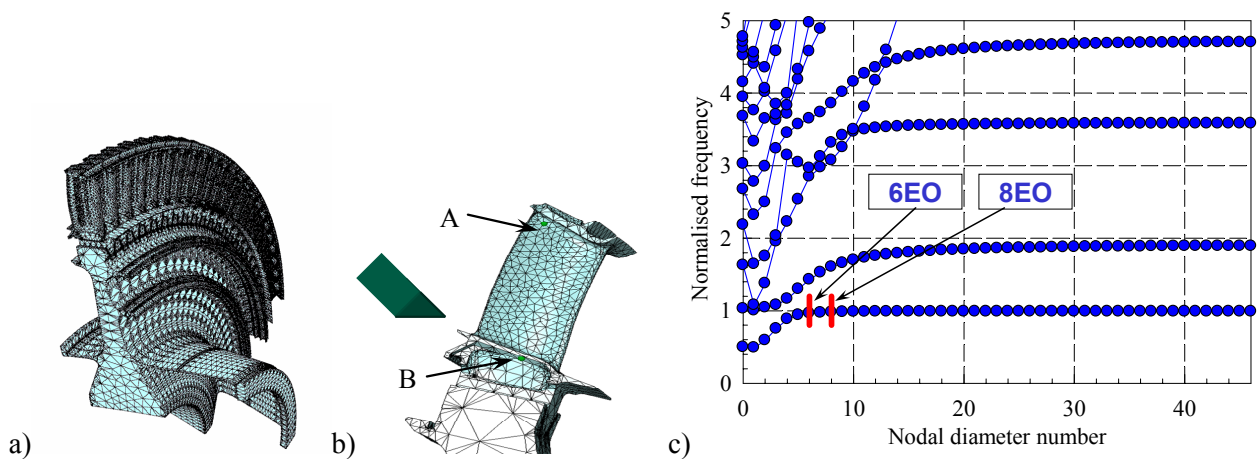 a)
A
B
b)
5
4
3
2
1
0
Normalised frequency
6EO
8EO
0
10
20
30
40
Nodal diameter number
c)